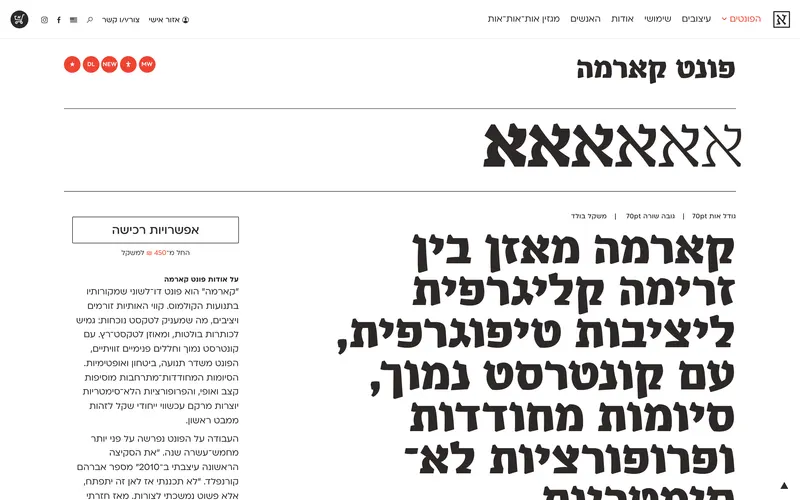 א
הפונטים
עיצובים
שימושי
אודות
האנשים
מגזין אות־אות־אות
אזור אישי
צורי/ו קשר
פונט קארמה
MW
NEW
DL
אאאאאאא
גודל אות 70pt | גובה שורה 70pt | משקל בולד
קארמה מאזן בין
זרימה קליגרפית
ליציבות טיפוגרפית,
עם קונטרסט נמוך,
סיומות מחודדות
ופרופורציות לא־
סימטריות
אפשרויות רכישה
החל מ־450 ₪ למשקל
על אודות פונט קארמה
"קארמה" הוא פונט דו־לשוני שמקורותיו
בתנועות הקולמוס. קווי האותיות זורמים
ויציבים, מה שמעניק לטקסט נוכחות: גמיש
לכותרות בולטות, ומאוזן לטקסט־רץ. עם
קונטרסט נמוך וחללים פנימיים זוויתיים,
הפונט משדר תנועה, ביטחון ואופטימיות.
הסיומות המחודדות־מתרחבות מוסיפות
קצב ואופי, והפרופורציות הלא־סימטריות
יוצרות מרקם עכשווי ייחודי שקל לזהות
ממבט ראשון.
העבודה על הפונט נפרשה על פני יותר
מחמש־עשרה שנה. "את הסקיצה
הראשונה עיצבתי ב־2010" מספר אברהם
קורנפלד. "לא תכננתי אז לאן זה יתפתח,
אלא פשוט נמשכתי לצורות. מאז חזרתי